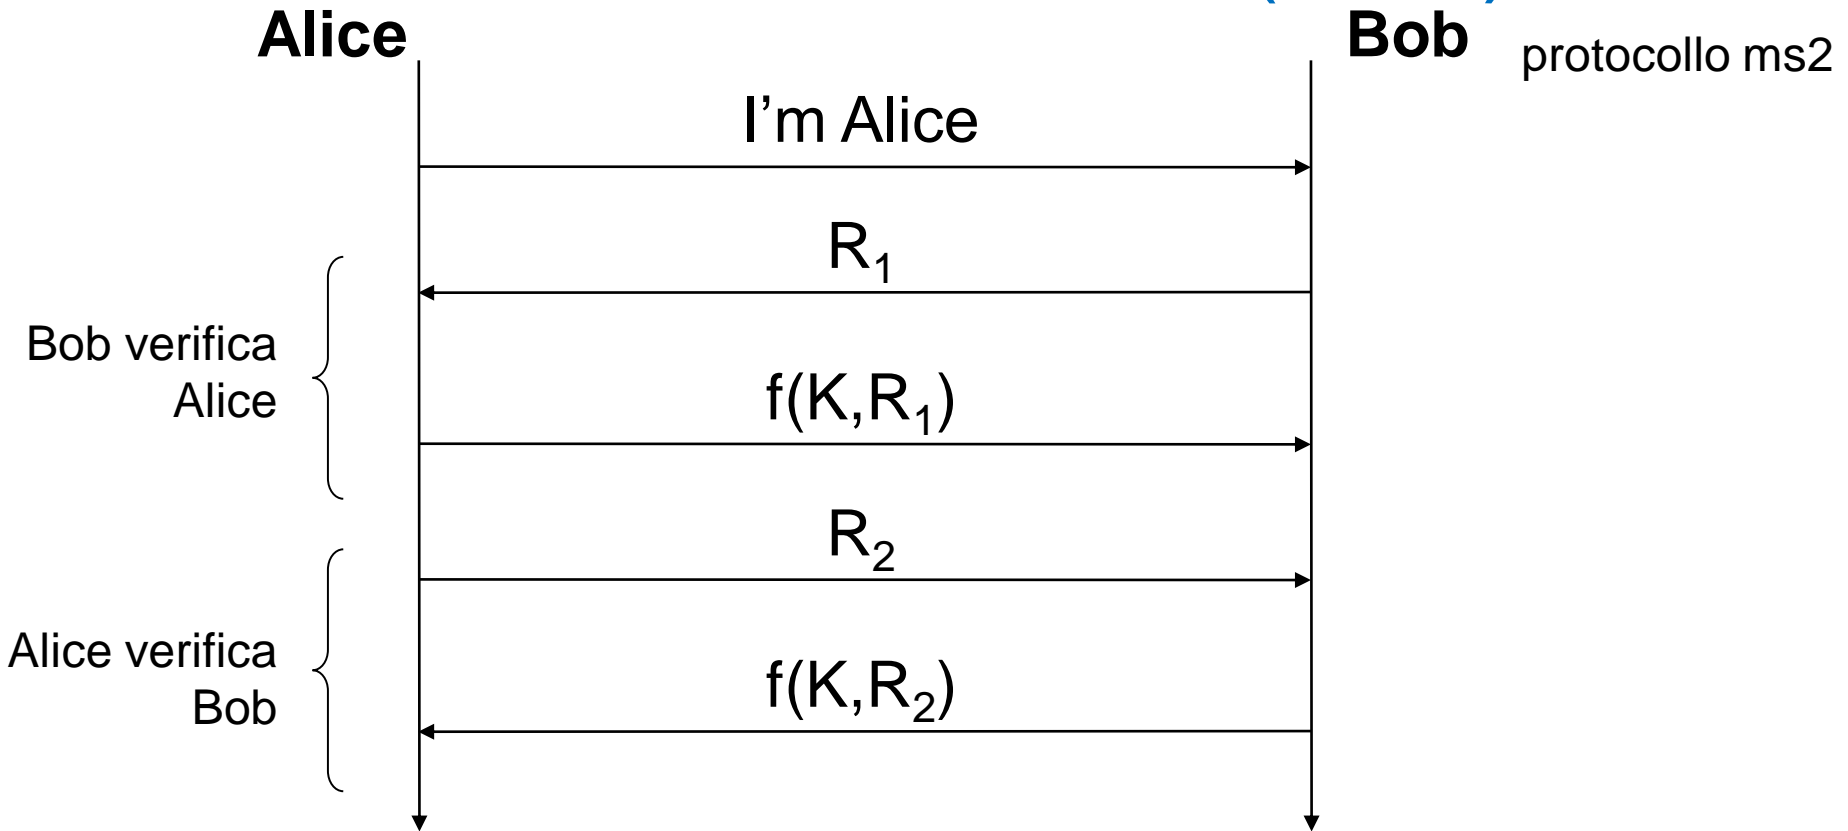 Alice
Bob
protocollo ms2
I’m Alice
R₁
Bob verifica
Alice
f(K,R₁)
R₂
Alice verifica
Bob
f(K,R₂)